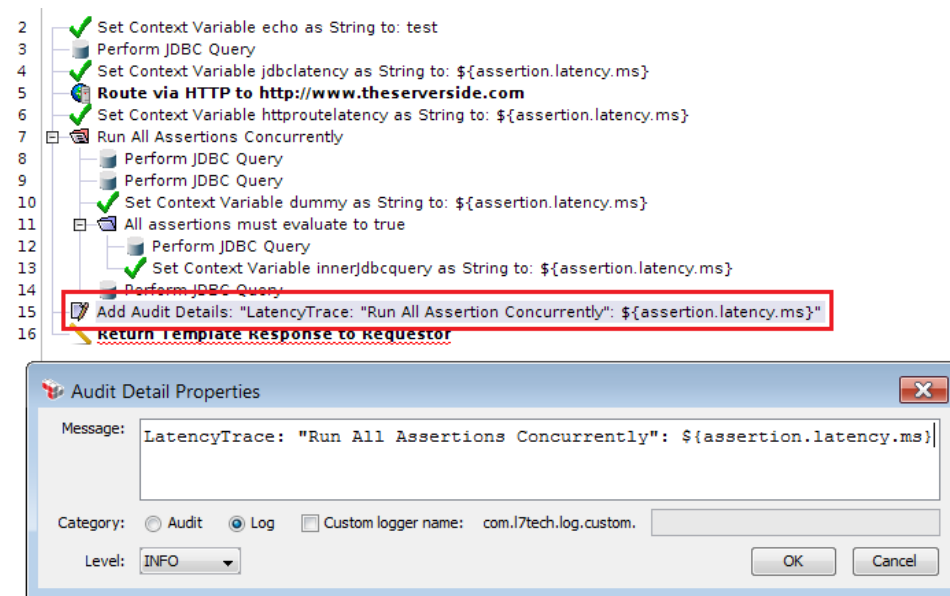 2 Set Context Variable echo as String to: test
3 Perform JDBC Query
4 Set Context Variable jdbclatency as String to: ${assertion.latency.ms}
5 Route via HTTP to http://www.theserverside.com
6 Set Context Variable httproutelatency as String to: ${assertion.latency.ms}
7 Run All Assertions Concurrently
8 Perform JDBC Query
9 Perform JDBC Query
10 Set Context Variable dummy as String to: ${assertion.latency.ms}
11 All assertions must evaluate to true
12 Perform JDBC Query
13 Set Context Variable innerJdbcquery as String to: ${assertion.latency.ms}
14 Perform JDBC Query
15 Add Audit Details: "LatencyTrace: "Run All Assertion Concurrently": ${assertion.latency.ms}"
16 Return Template Response to Requestor
Audit Detail Properties
Message: LatencyTrace: "Run All Assertions Concurrently": ${assertion.latency.ms}
Category: Audit Log Custom logger name: com.l7tech.log.custom.
Level: INFO OK Cancel